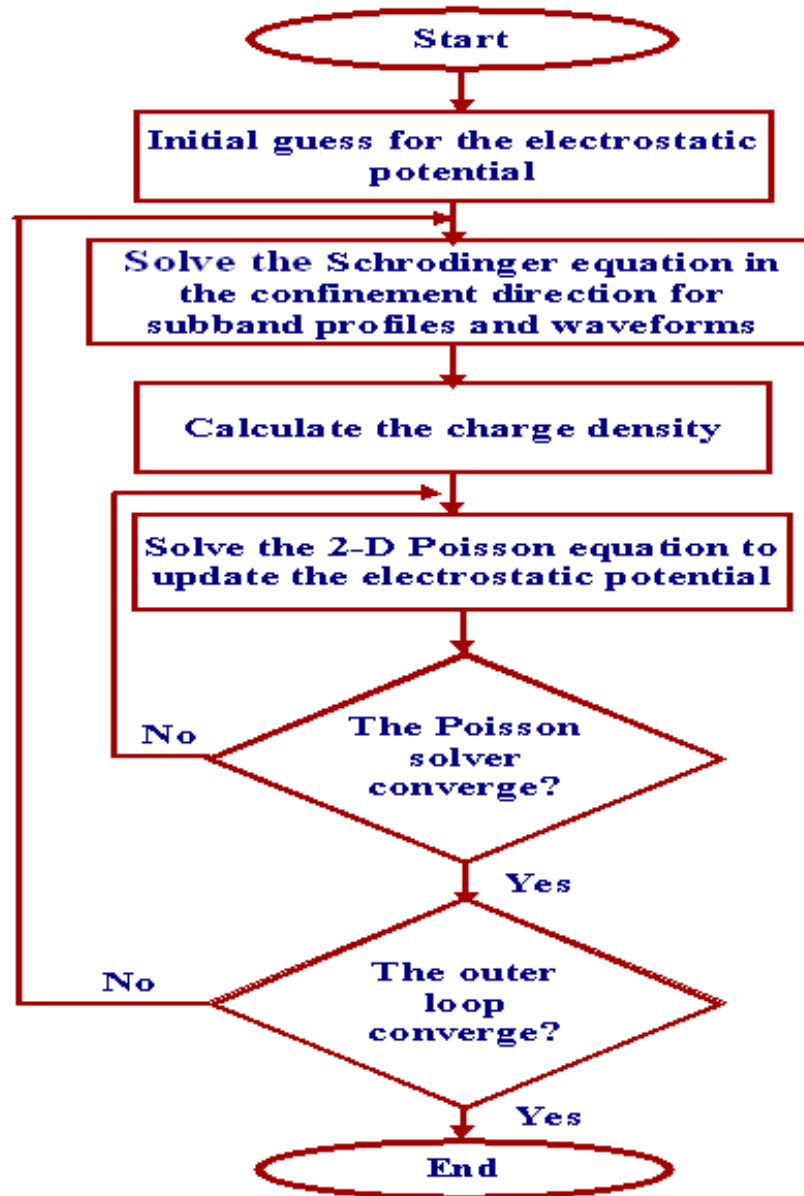 Start
Initial guess for the electrostatic
potential
Solve the Schrodinger equation in
the confinement direction for
subband profiles and waveforms
Calculate the charge density
Solve the 2-D Poisson equation to
update the electrostatic potential
No
The Poisson
solver
converge?
Yes
No
The outer
loop
converge?
Yes
End